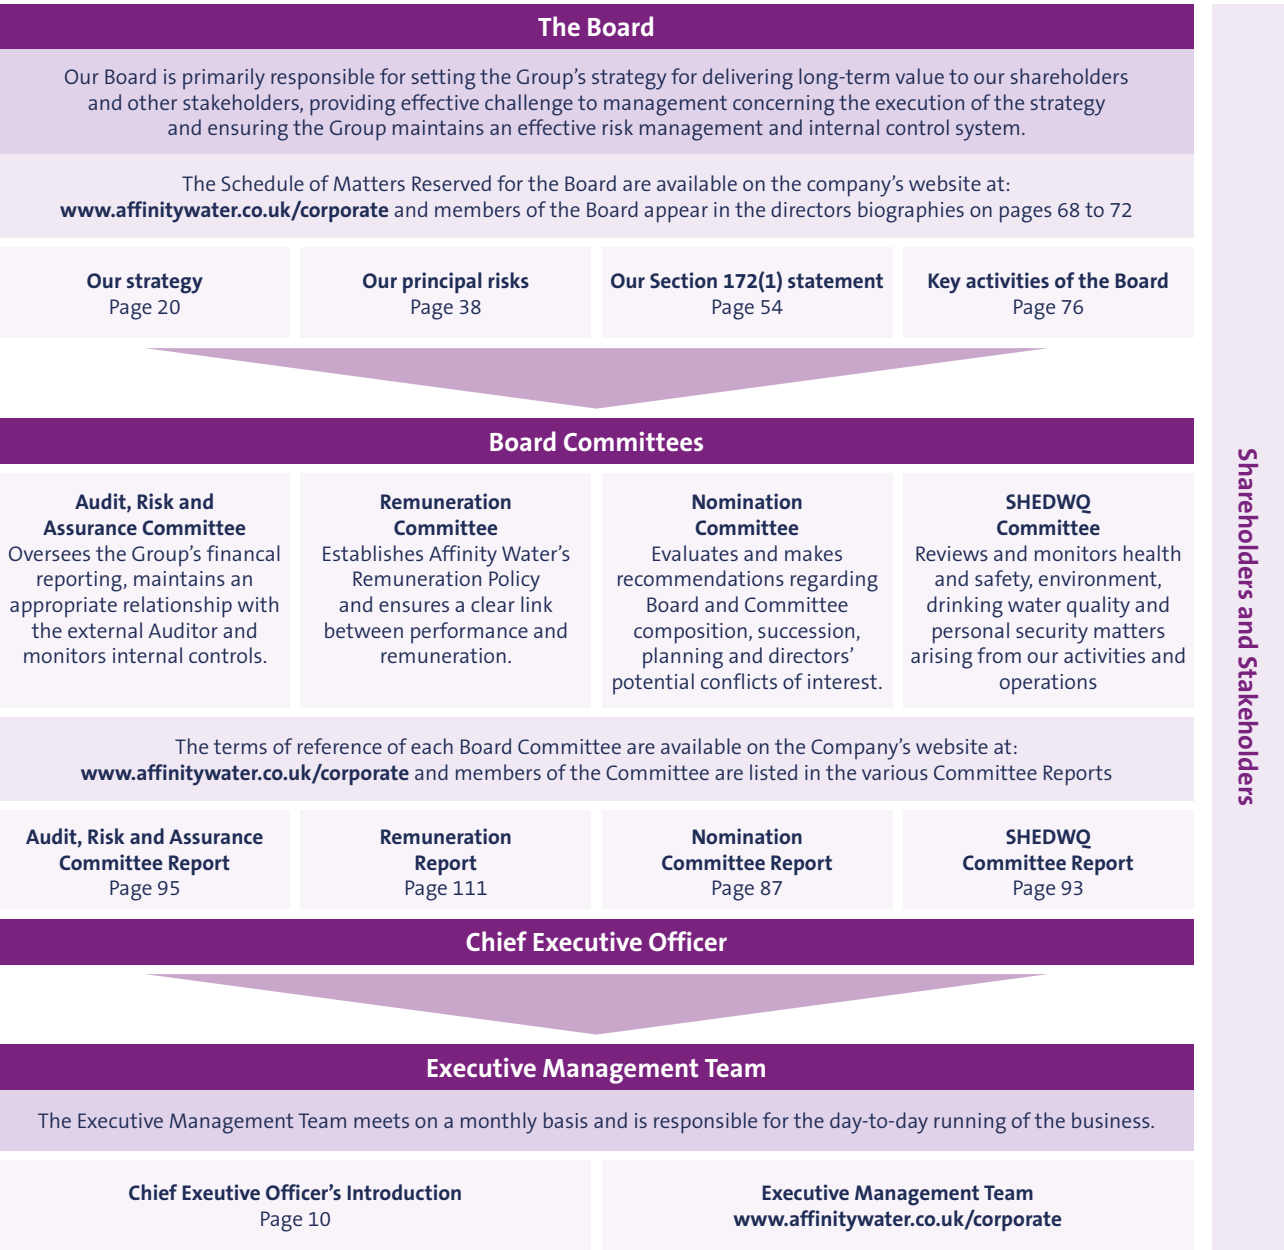 The Board
Our Board is primarily responsible for setting the Group’s strategy for delivering long-term value to our shareholders
and other stakeholders, providing effective challenge to management concerning the execution of the strategy
and ensuring the Group maintains an effective risk management and internal control system.
The Schedule of Matters Reserved for the Board are available on the company’s website at:
www.affinitywater.co.uk/corporate and members of the Board appear in the directors biographies on pages 68 to 72
Our strategy
Page 20
Our principal risks
Page 38
Our Section 172(1) statement
Page 54
Key activities of the Board
Page 76
Board Committees
Audit, Risk and
Assurance Committee
Oversees the Group’s financal
reporting, maintains an
appropriate relationship with
the external Auditor and
monitors internal controls.
Remuneration
Committee
Establishes Affinity Water’s
Remuneration Policy
and ensures a clear link
between performance and
remuneration.
Nomination
Committee
Evaluates and makes
recommendations regarding
Board and Committee
composition, succession,
planning and directors’
potential conflicts of interest.
SHEDWQ
Committee
Reviews and monitors health
and safety, environment,
drinking water quality and
personal security matters
arising from our activities and
operations
The terms of reference of each Board Committee are available on the Company’s website at:
www.affinitywater.co.uk/corporate and members of the Committee are listed in the various Committee Reports
Audit, Risk and Assurance
Committee Report
Page 95
Remuneration
Report
Page 111
Nomination
Committee Report
Page 87
SHEDWQ
Committee Report
Page 93
Chief Executive Officer
Executive Management Team
The Executive Management Team meets on a monthly basis and is responsible for the day-to-day running of the business.
Chief Exeutive Officer’s Introduction
Page 10
Executive Management Team
www.affinitywater.co.uk/corporate
Shareholders and Stakeholders